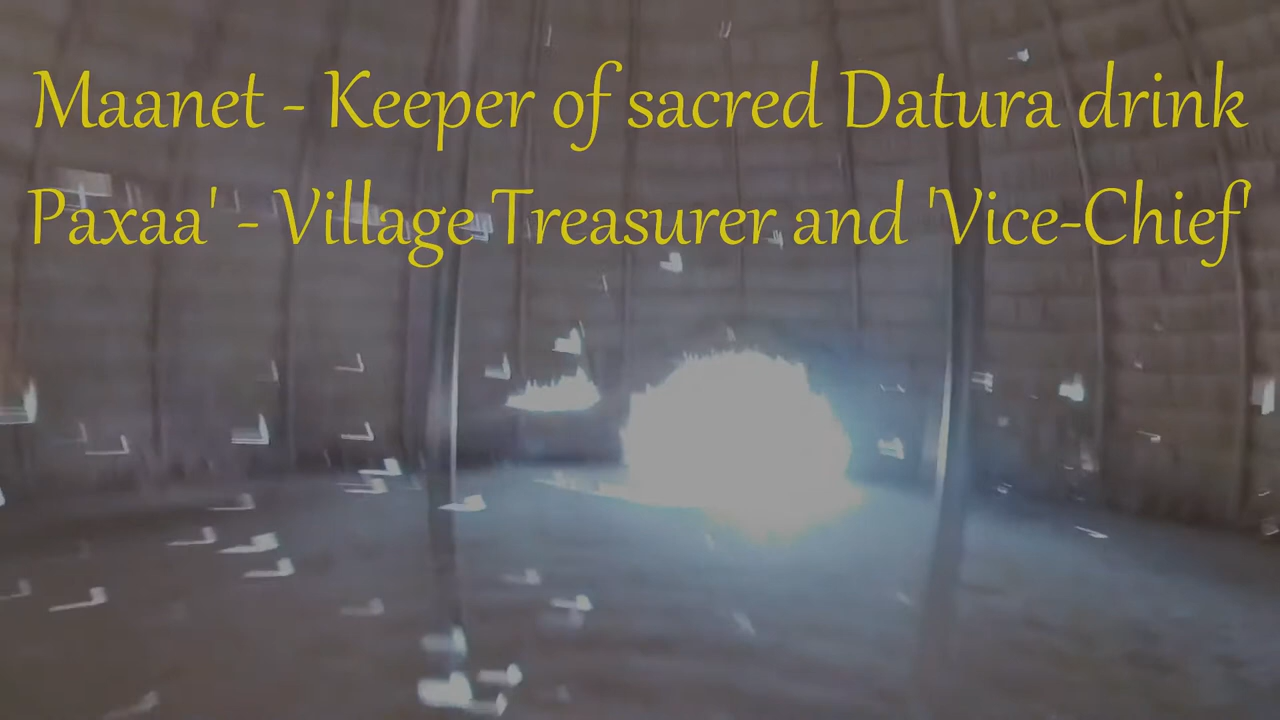 Maanet - Keeper of sacred Datura drink
Paxaa' - Village Treasurer and 'Vice-Chief'